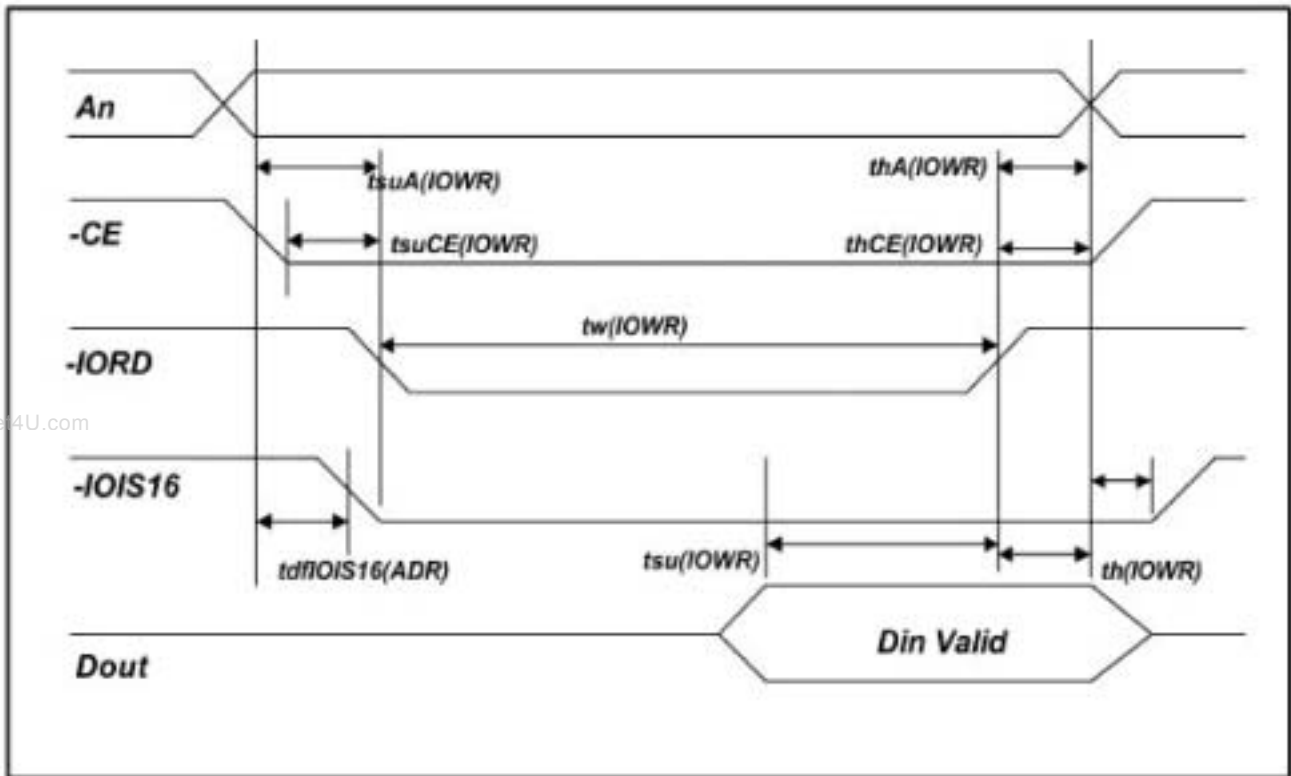 An
tsuA(IOWR)
thA(IOWR)
-CE
tsuCE(IOWR)
thCE(IOWR)
tw(IOWR)
-IORD
4U.com
-IOIS16
tsu(IOWR)
th(IOWR)
tdfIOIS16(ADR)
Din Valid
Dout